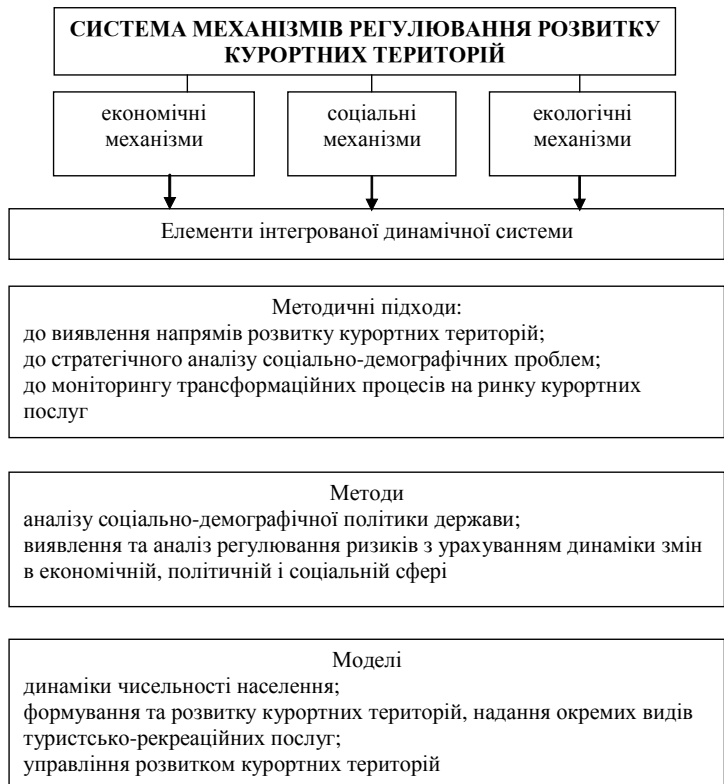 СИСТЕМА МЕХАНІЗМІВ РЕГУЛЮВАННЯ РОЗВИТКУ
КУРОРТНИХ ТЕРИТОРІЙ
економічні
механізми
соціальні
механізми
екологічні
механізми
Елементи інтегрованої динамічної системи
Методичні підходи:
до виявлення напрямів розвитку курортних територій;
до стратегічного аналізу соціально-демографічних проблем;
до моніторингу трансформаційних процесів на ринку курортних
послуг
Методи
аналізу соціально-демографічної політики держави;
виявлення та аналіз регулювання ризиків з урахуванням динаміки змін
в економічній, політичній і соціальній сфері
Моделі
динаміки чисельності населення;
формування та розвитку курортних територій, надання окремих видів
туристсько-рекреаційних послуг;
управління розвитком курортних територій